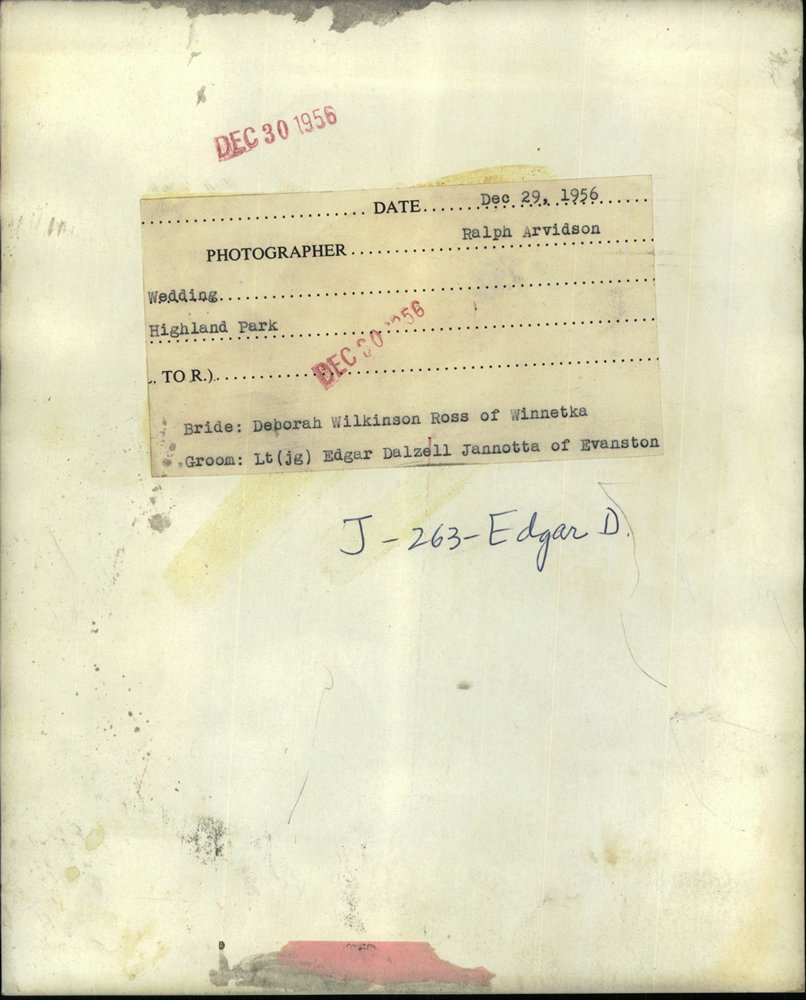 DEC 30 1956
DATE Dec 29, 1956
PHOTOGRAPHER Ralph Arvidson
Wedding
Highland Park
DEC 30 1956
. TO R.)
Bride: Deborah Wilkinson Ross of Winnetka
Groom: Lt(jg) Edgar Dalzell Jannotta of Evanston
J-263-Edgar D.